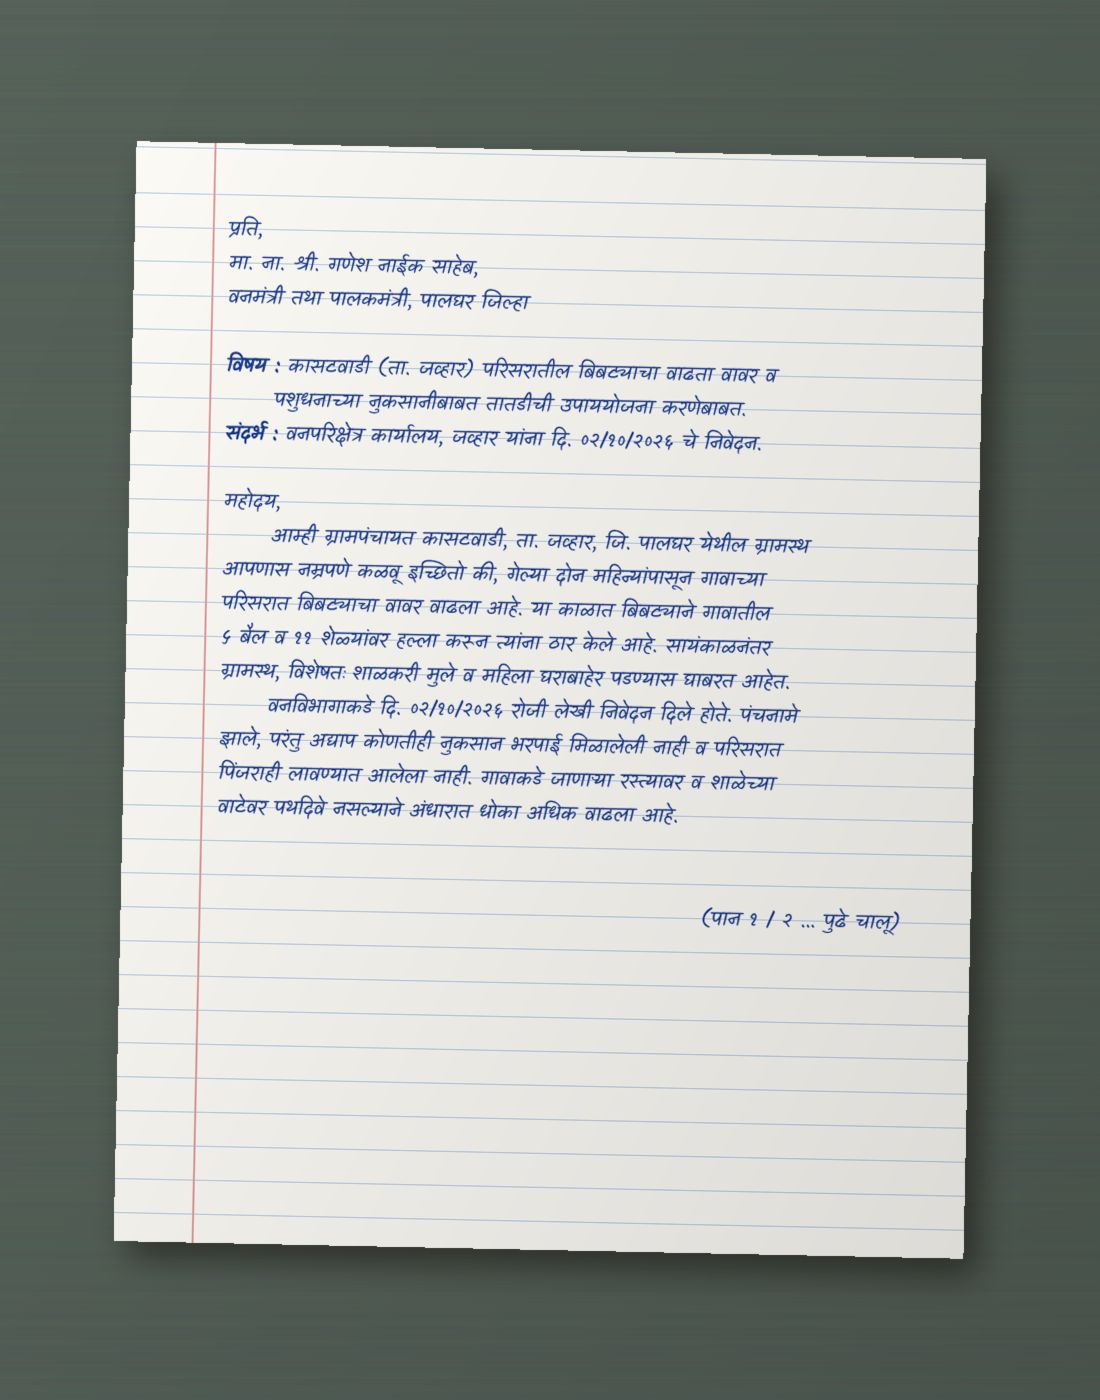 प्रति,
मा. ना. श्री. गणेश नाईक साहेब,
वनमंत्री तथा पालकमंत्री, पालघर जिल्हा
विषय : कासटवाडी (ता. जव्हार) परिसरातील बिबट्याचा वाढता वावर व
पशुधनाच्या नुकसानीबाबत तातडीची उपाययोजना करणेबाबत.
संदर्भ : वनपरिक्षेत्र कार्यालय, जव्हार यांना दि. ०२/१०/२०२६ चे निवेदन.
महोदय,
आम्ही ग्रामपंचायत कासटवाडी, ता. जव्हार, जि. पालघर येथील ग्रामस्थ
आपणास नम्रपणे कळवू इच्छितो की, गेल्या दोन महिन्यांपासून गावाच्या
परिसरात बिबट्याचा वावर वाढला आहे. या काळात बिबट्याने गावातील
६ बैल व ११ शेळ्यांवर हल्ला करून त्यांना ठार केले आहे. सायंकाळनंतर
ग्रामस्थ, विशेषतः शाळकरी मुले व महिला घराबाहेर पडण्यास घाबरत आहेत.
वनविभागाकडे दि. ०२/१०/२०२६ रोजी लेखी निवेदन दिले होते. पंचनामे
झाले, परंतु अद्याप कोणतीही नुकसान भरपाई मिळालेली नाही व परिसरात
पिंजराही लावण्यात आलेला नाही. गावाकडे जाणाऱ्या रस्त्यावर व शाळेच्या
वाटेवर पथदिवे नसल्याने अंधारात धोका अधिक वाढला आहे.
(पान १ / २ ... पुढे चालू)